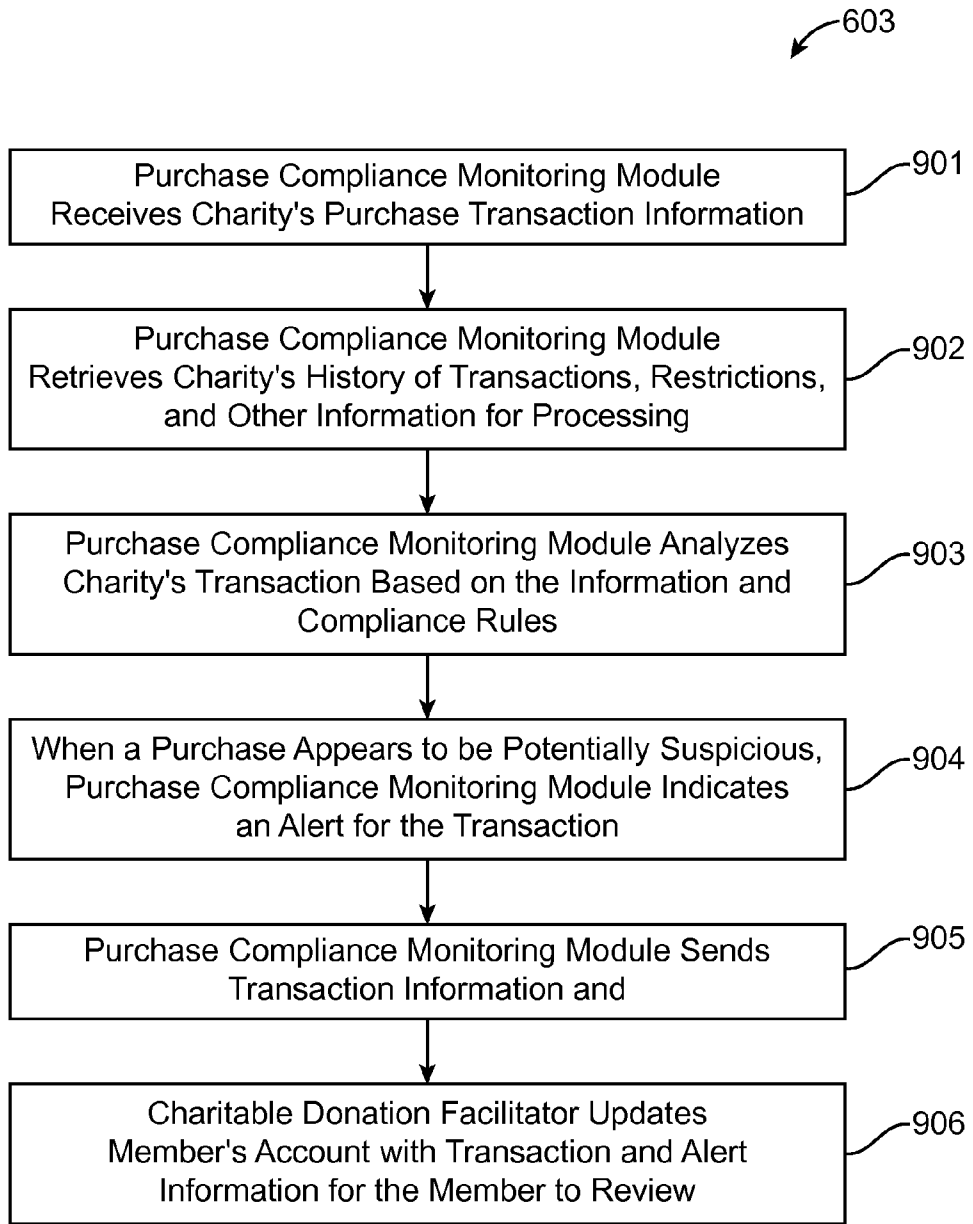 603
Purchase Compliance Monitoring Module
Receives Charity's Purchase Transaction Information
901
Purchase Compliance Monitoring Module
Retrieves Charity's History of Transactions, Restrictions,
and Other Information for Processing
902
Purchase Compliance Monitoring Module Analyzes
Charity's Transaction Based on the Information and
Compliance Rules
903
When a Purchase Appears to be Potentially Suspicious,
Purchase Compliance Monitoring Module Indicates
an Alert for the Transaction
904
Purchase Compliance Monitoring Module Sends
Transaction Information and
905
Charitable Donation Facilitator Updates
Member's Account with Transaction and Alert
Information for the Member to Review
906